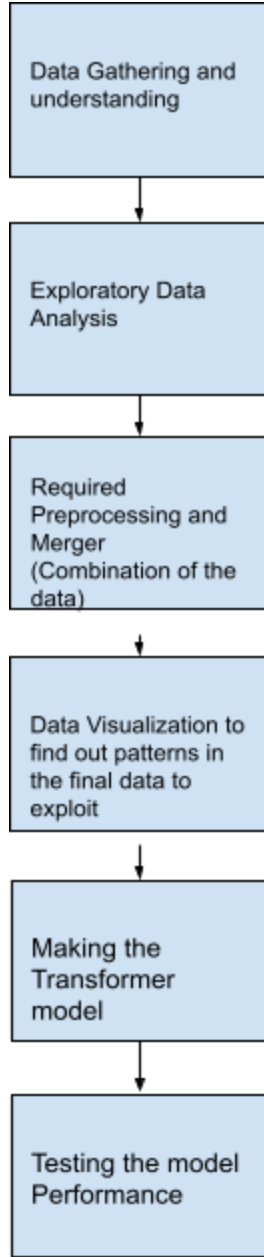 Data Gathering and
understanding
Exploratory Data
Analysis
Required
Preprocessing and
Merger
(Combination of the
data)
Data Visualization to
find out patterns in
the final data to
exploit
Making the
Transformer
model
Testing the model
Performance